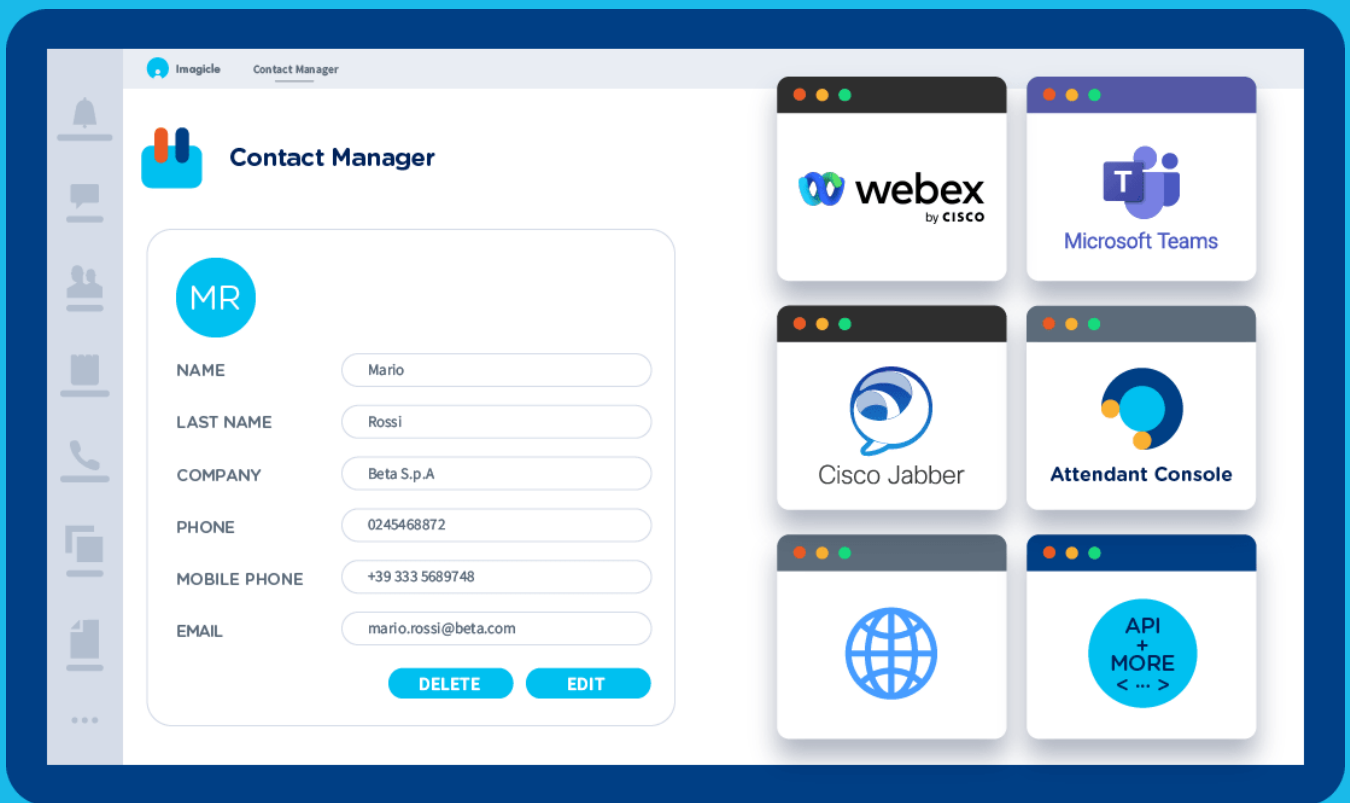 Imagicle Contact Manager
Contact Manager
MR
NAME Mario
LAST NAME Rossi
COMPANY Beta S.p.A
PHONE 0245468872
MOBILE PHONE +39 333 5689748
EMAIL mario.rossi@beta.com
DELETE EDIT
webex
by CISCO
T
Microsoft Teams
Cisco Jabber
Attendant Console
API
+
MORE
< ··· >